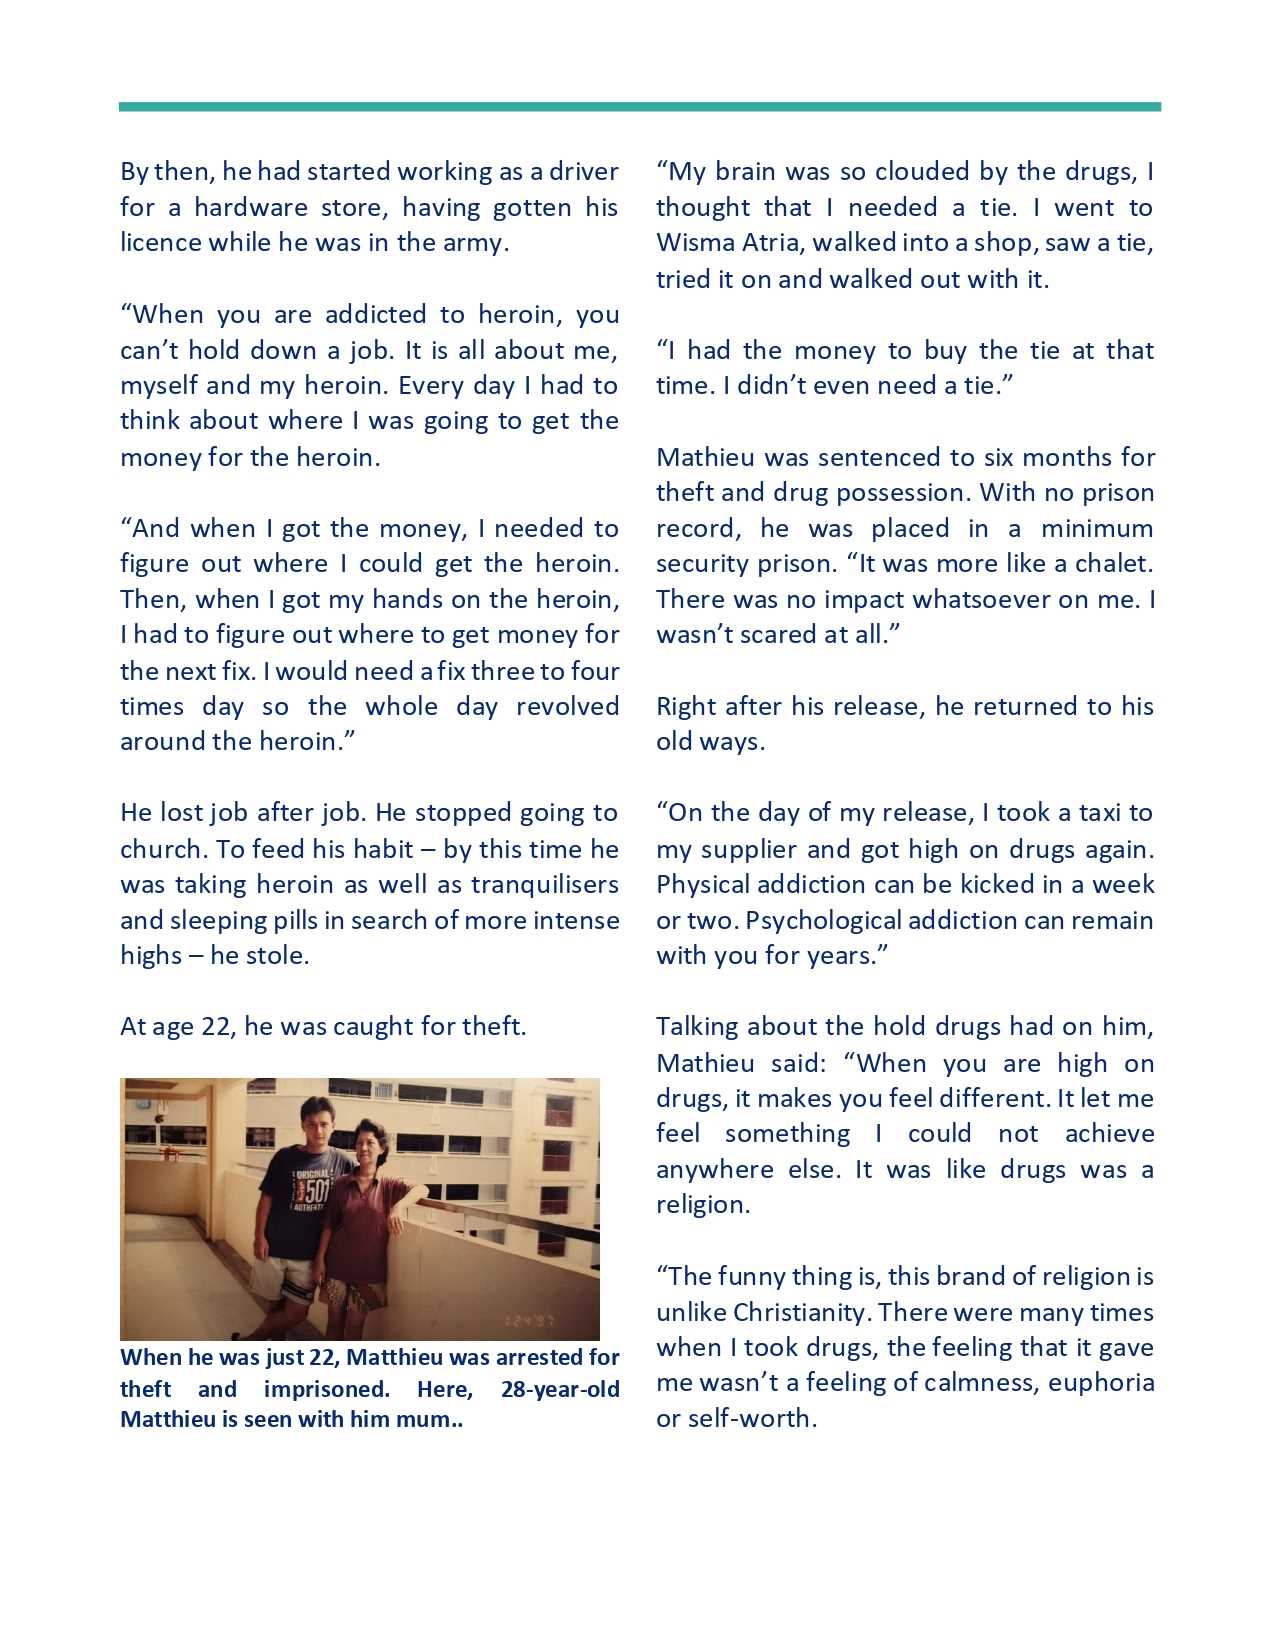 By then, he had started working as a driver
for a hardware store, having gotten his
licence while he was in the army.
“When you are addicted to heroin, you
can’t hold down a job. It is all about me,
myself and my heroin. Every day I had to
think about where I was going to get the
money for the heroin.
“And when I got the money, I needed to
figure out where I could get the heroin.
Then, when I got my hands on the heroin,
I had to figure out where to get money for
the next fix. I would need a fix three to four
times day so the whole day revolved
around the heroin.”
He lost job after job. He stopped going to
church. To feed his habit – by this time he
was taking heroin as well as tranquilisers
and sleeping pills in search of more intense
highs – he stole.
At age 22, he was caught for theft.
ORIGINAL
501
When he was just 22, Matthieu was arrested for
theft and imprisoned. Here, 28-year-old
Matthieu is seen with him mum..
“My brain was so clouded by the drugs, I
thought that I needed a tie. I went to
Wisma Atria, walked into a shop, saw a tie,
tried it on and walked out with it.
“I had the money to buy the tie at that
time. I didn’t even need a tie.”
Mathieu was sentenced to six months for
theft and drug possession. With no prison
record, he was placed in a minimum
security prison. “It was more like a chalet.
There was no impact whatsoever on me. I
wasn’t scared at all.”
Right after his release, he returned to his
old ways.
“On the day of my release, I took a taxi to
my supplier and got high on drugs again.
Physical addiction can be kicked in a week
or two. Psychological addiction can remain
with you for years.”
Talking about the hold drugs had on him,
Mathieu said: “When you are high on
drugs, it makes you feel different. It let me
feel something I could not achieve
anywhere else. It was like drugs was a
religion.
“The funny thing is, this brand of religion is
unlike Christianity. There were many times
when I took drugs, the feeling that it gave
me wasn’t a feeling of calmness, euphoria
or self-worth.